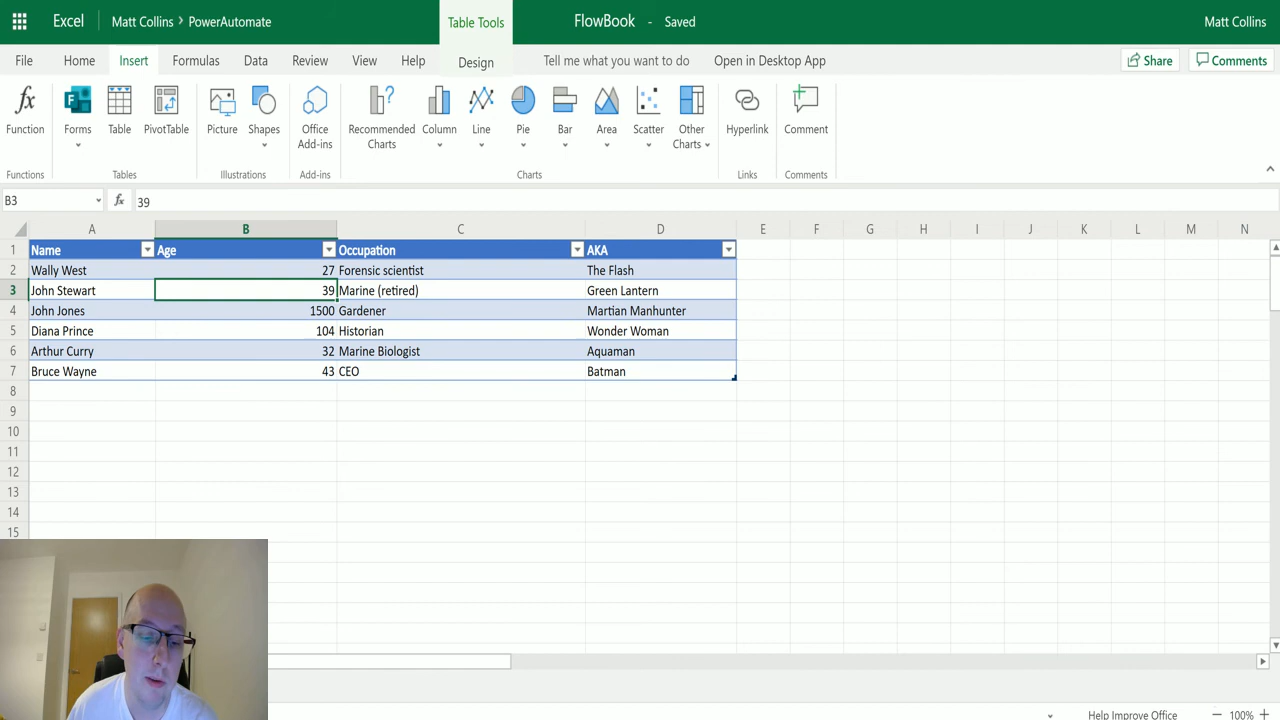 Excel Matt Collins > PowerAutomate Table Tools FlowBook - Saved Matt Collins
File Home Insert Formulas Data Review View Help Design Tell me what you want to do Open in Desktop App Share Comments
Function Forms Table PivotTable Picture Shapes Office Add-ins Recommended Charts Column Line Pie Bar Area Scatter Other Charts Hyperlink Comment
Functions Tables Illustrations Add-ins Charts Links Comments
B3 fx 39
A B C D E F G H I J K L M N
1 Name Age Occupation AKA
2 Wally West 27 Forensic scientist The Flash
3 John Stewart 39 Marine (retired) Green Lantern
4 John Jones 1500 Gardener Martian Manhunter
5 Diana Prince 104 Historian Wonder Woman
6 Arthur Curry 32 Marine Biologist Aquaman
7 Bruce Wayne 43 CEO Batman
8
9
10
11
12
13
14
15
Help Improve Office - 100% +